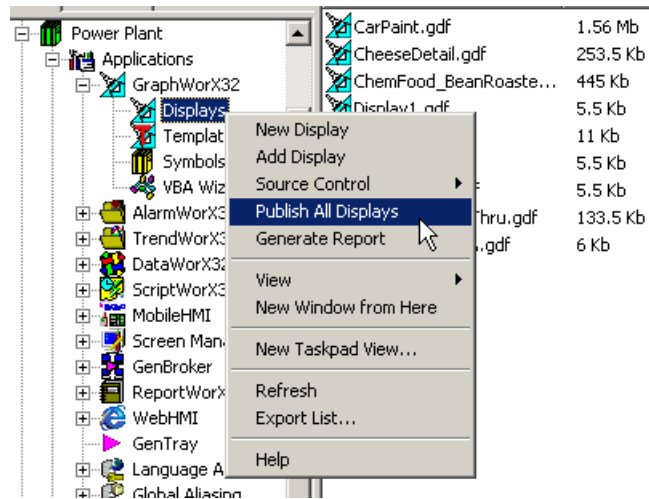 Power Plant
Applications
GraphWorX32
Displays
Templat
Symbols
VBA Wiz
AlarmWorX3
TrendWorX3
DataWorX32
ScriptWorX3
MobileHMI
Screen Man
GenBroker
ReportWorX
WebHMI
GenTray
Language A
Global Aliasing
New Display
Add Display
Source Control
Publish All Displays
Generate Report
View
New Window from Here
New Taskpad View...
Refresh
Export List...
Help
CarPaint.gdf 1.56 Mb
CheeseDetail.gdf 253.5 Kb
ChemFood_BeanRoaste... 445 Kb
Display1.gdf 5.5 Kb
11 Kb
5.5 Kb
5.5 Kb
Thru.gdf 133.5 Kb
.gdf 6 Kb